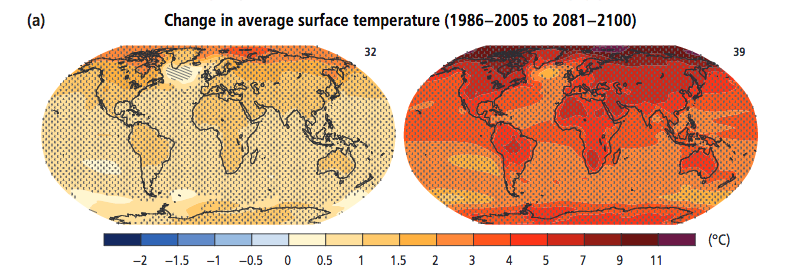 (a) Change in average surface temperature (1986–2005 to 2081–2100)
32 39
(°C)
−2 −1.5 −1 −0.5 0 0.5 1 1.5 2 3 4 5 7 9 11